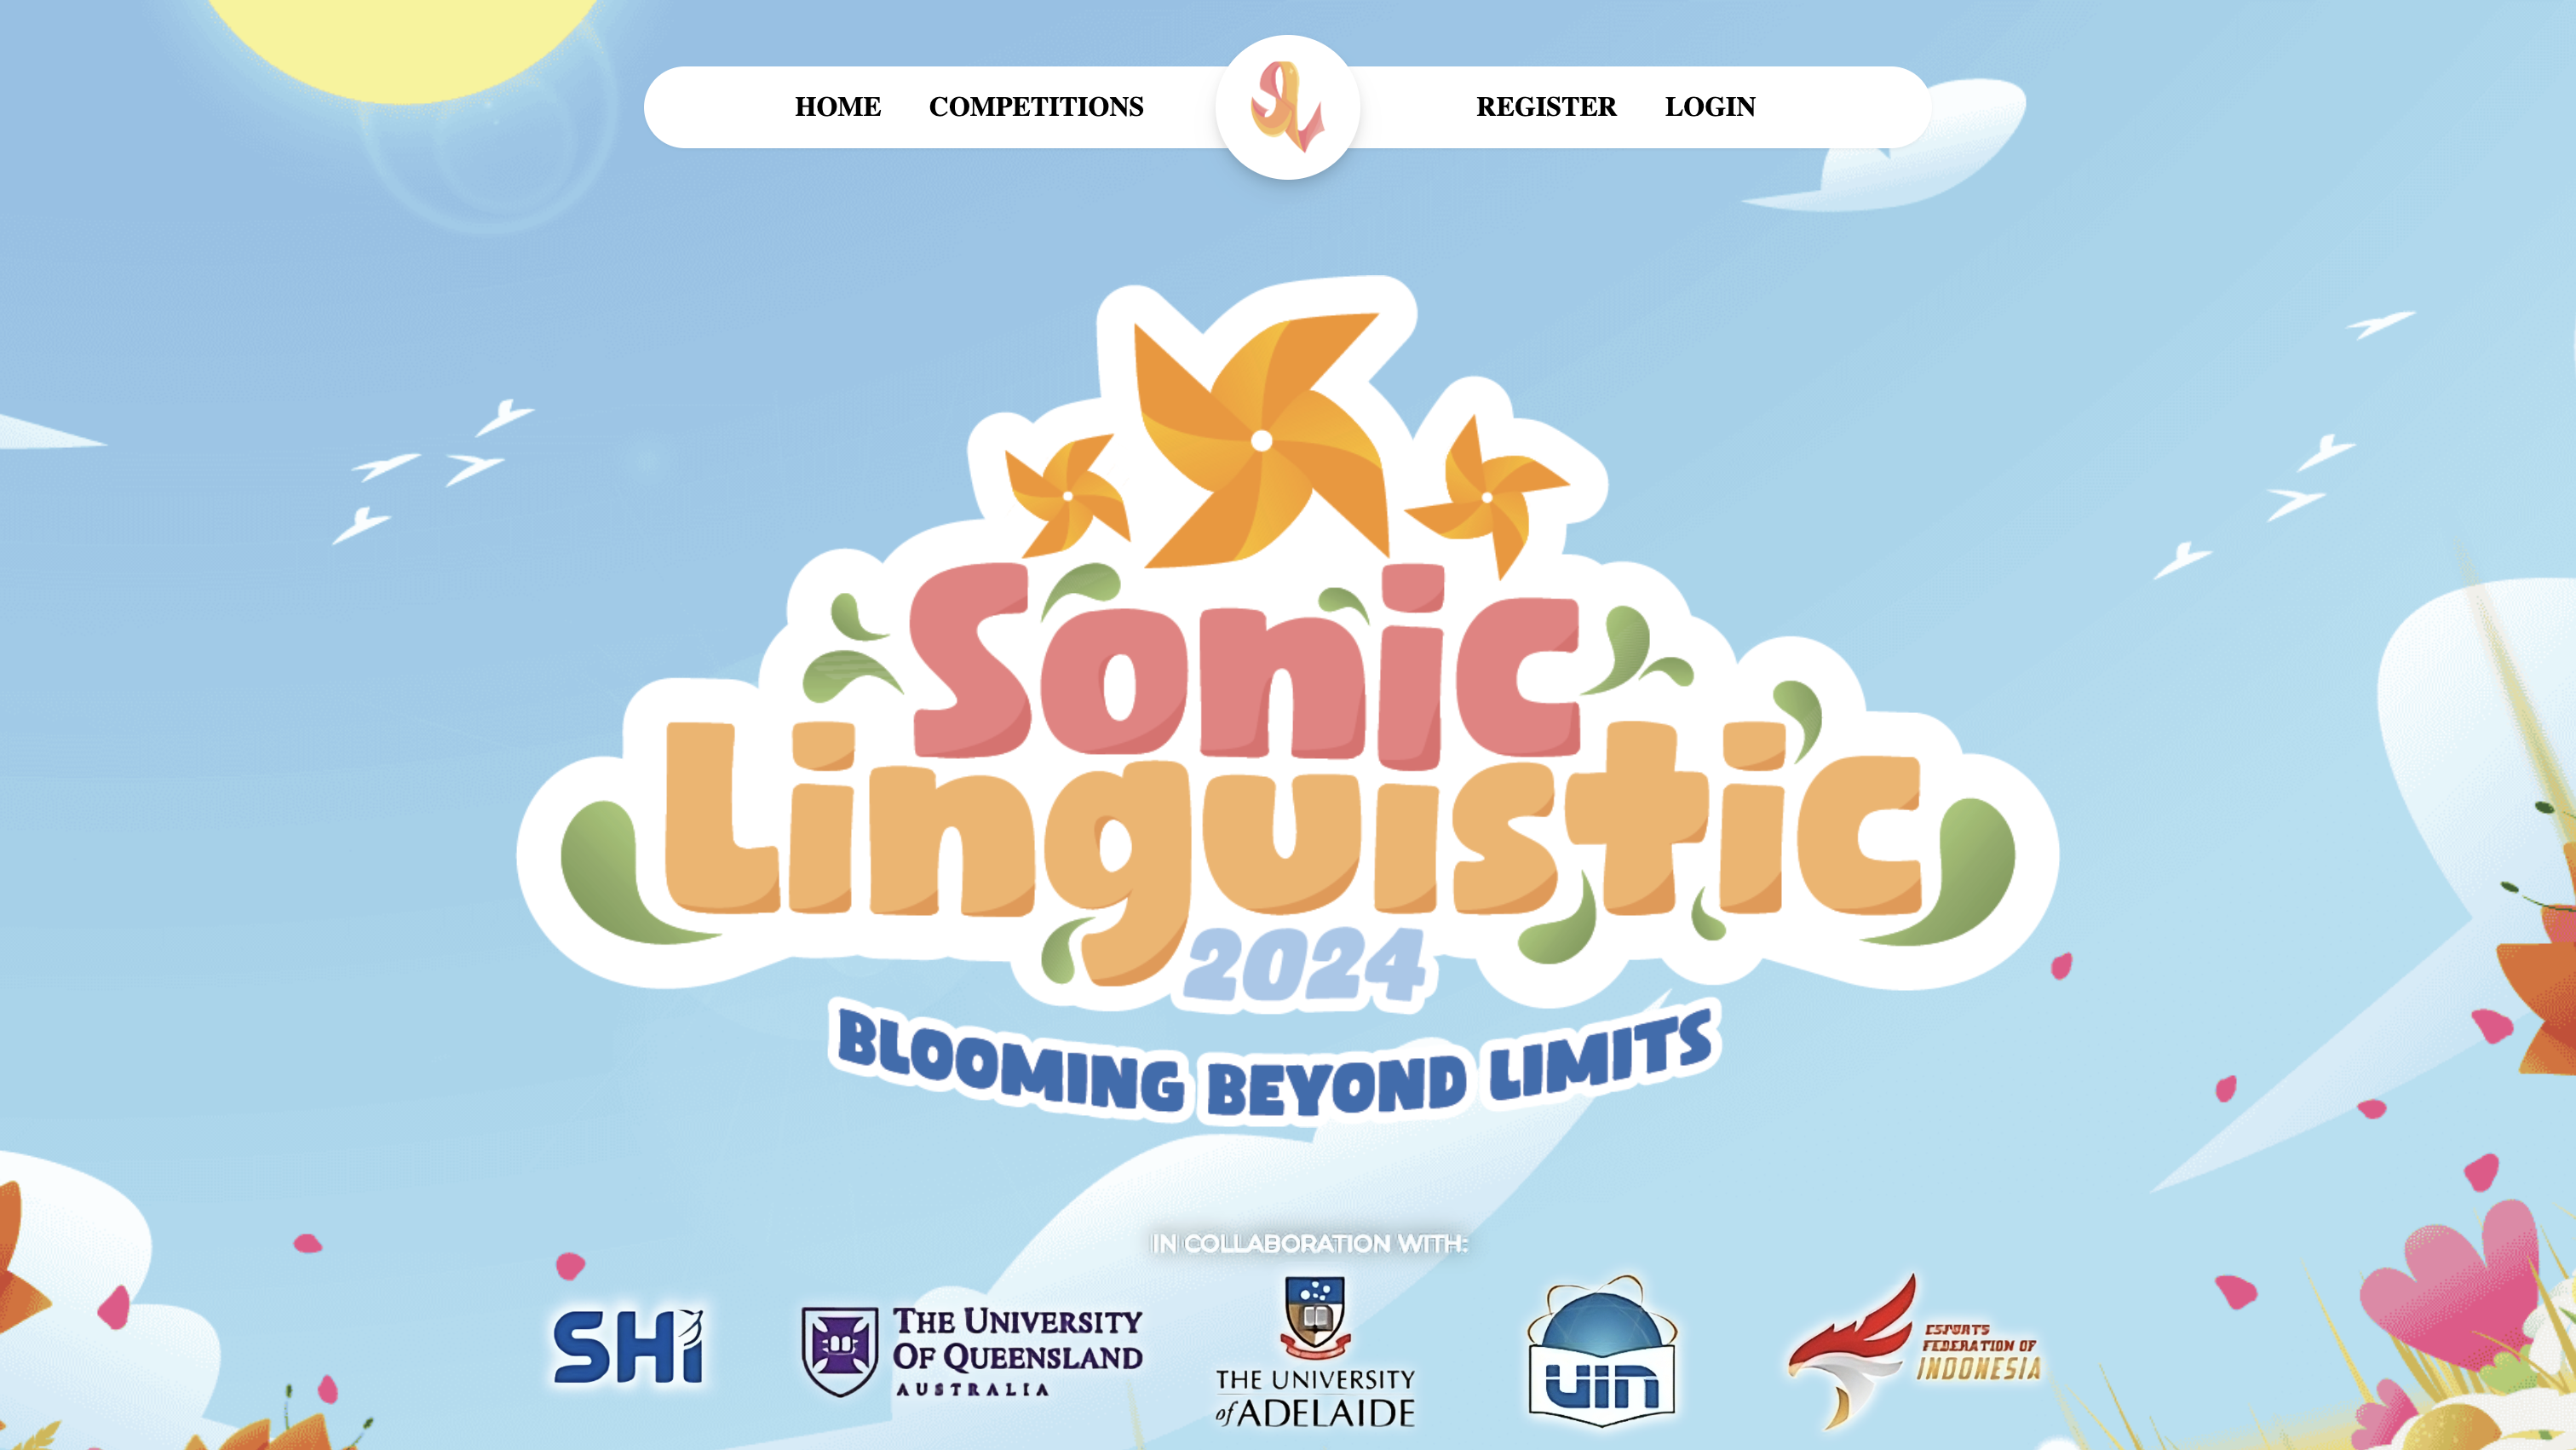 HOME COMPETITIONS SL REGISTER LOGIN
Sonic
Linguistic
2024
BLOOMING BEYOND LIMITS
IN COLLABORATION WITH:
SHi
THE UNIVERSITY
OF QUEENSLAND
AUSTRALIA
THE UNIVERSITY
of ADELAIDE
uin
ESPORTS
FEDERATION OF
INDONESIA